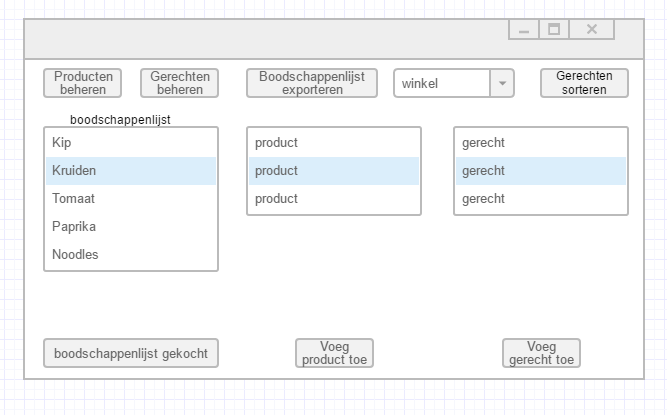 Producten
beheren
Gerechten
beheren
Boodschappenlijst
exporteren
winkel
Gerechten
sorteren
boodschappenlijst
Kip
Kruiden
Tomaat
Paprika
Noodles
product
product
product
gerecht
gerecht
gerecht
boodschappenlijst gekocht
Voeg
product toe
Voeg
gerecht toe